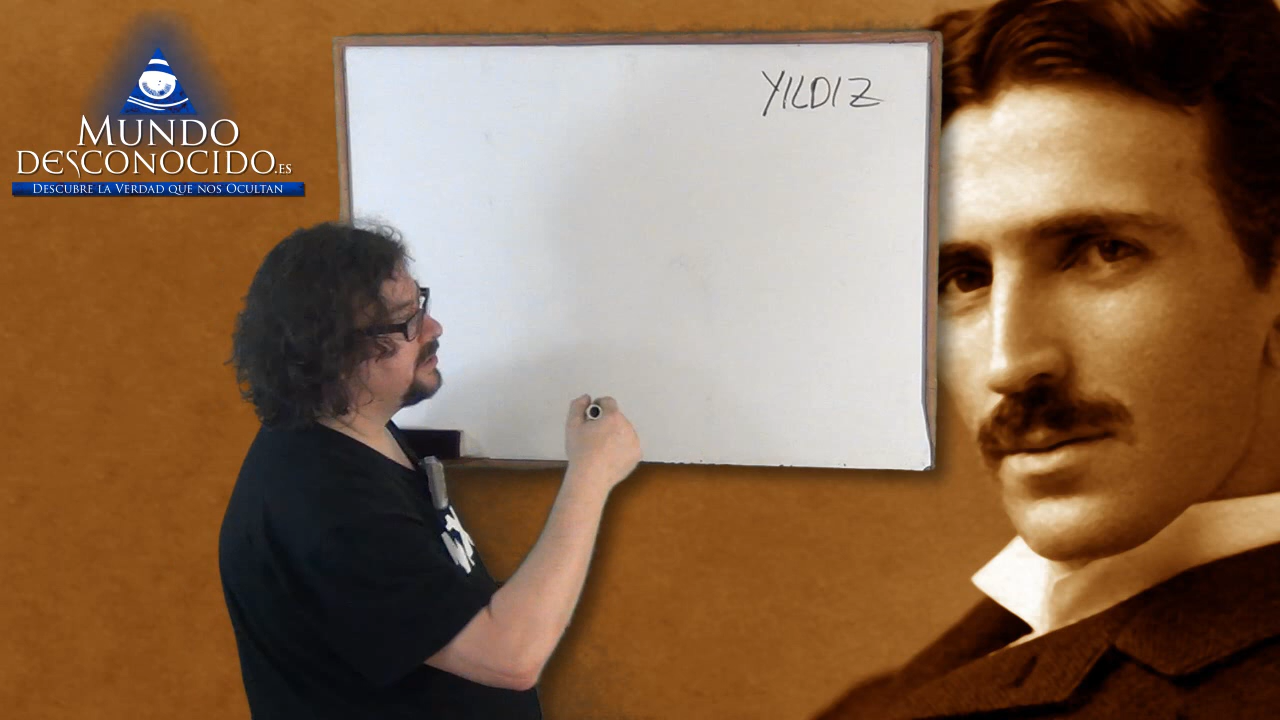 MUNDO
DESCONOCIDO.ES
DESCUBRE LA VERDAD QUE NOS OCULTAN
YILDIZ